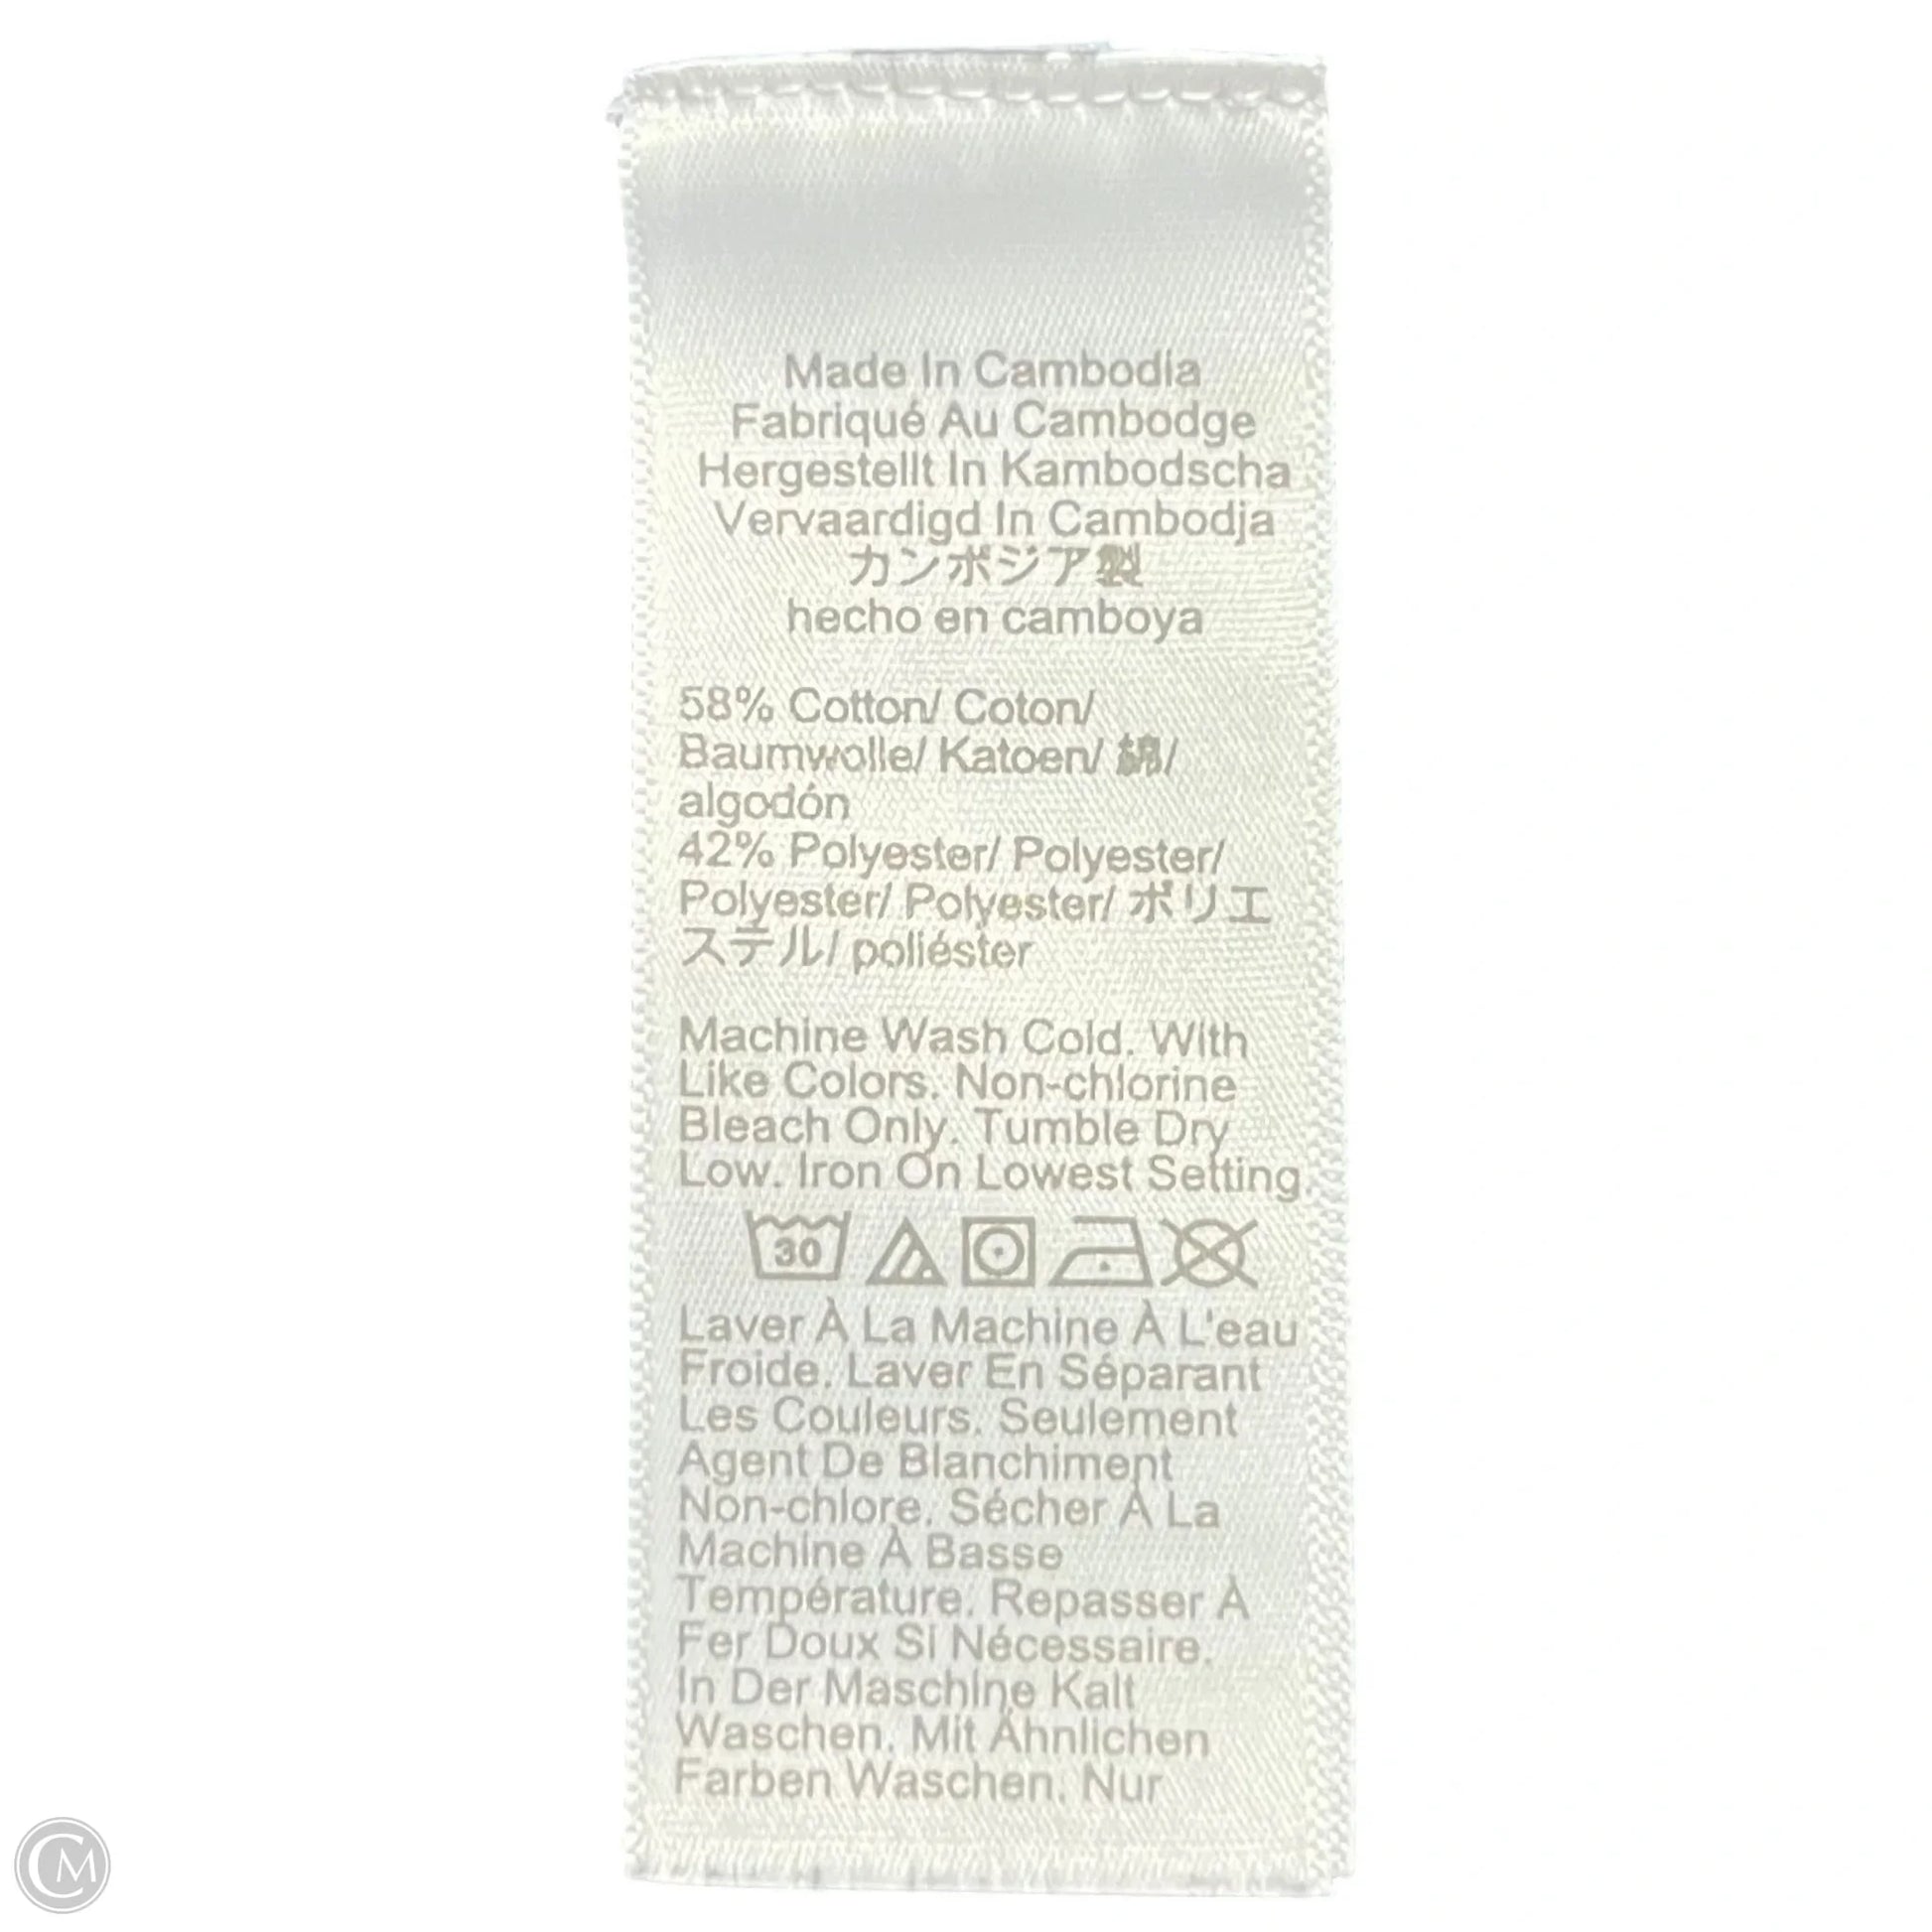 Made In Cambodia
Fabriqué Au Cambodge
Hergestellt In Kambodscha
Vervaardigd In Cambodja
カンボジア製
hecho en camboya
58% Cotton/ Coton/
Baumwolle/ Katoen/ 綿/
algodón
42% Polyester/ Polyester/
Polyester/ Polyester/ ポリエ
ステル/ poliéster
Machine Wash Cold. With
Like Colors. Non-chlorine
Bleach Only. Tumble Dry
Low. Iron On Lowest Setting.
30
Laver À La Machine À L'eau
Froide. Laver En Séparant
Les Couleurs. Seulement
Agent De Blanchiment
Non-chlore. Sécher À La
Machine À Basse
Température. Repasser À
Fer Doux Si Nécessaire.
In Der Maschine Kalt
Waschen. Mit Ähnlichen
Farben Waschen. Nur
CM